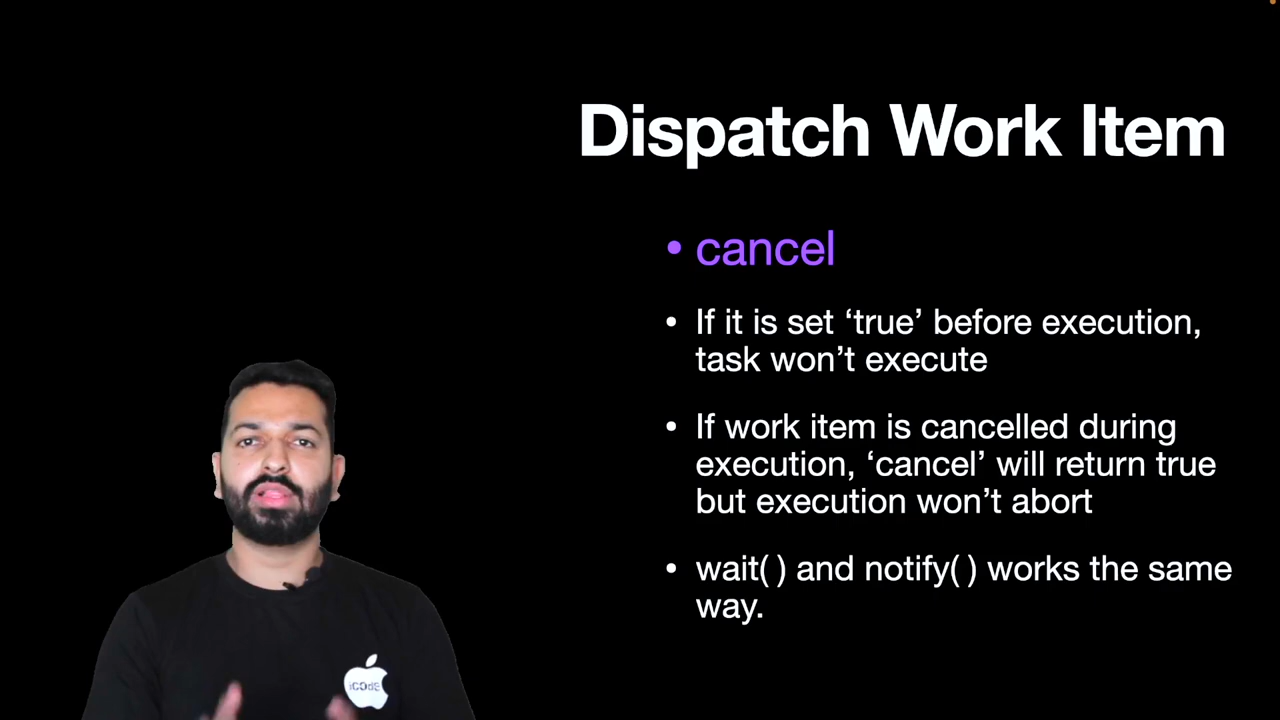 Dispatch Work Item
• cancel
• If it is set ‘true’ before execution,
task won’t execute
• If work item is cancelled during
execution, ‘cancel’ will return true
but execution won’t abort
• wait( ) and notify( ) works the same
way.
iCOdE